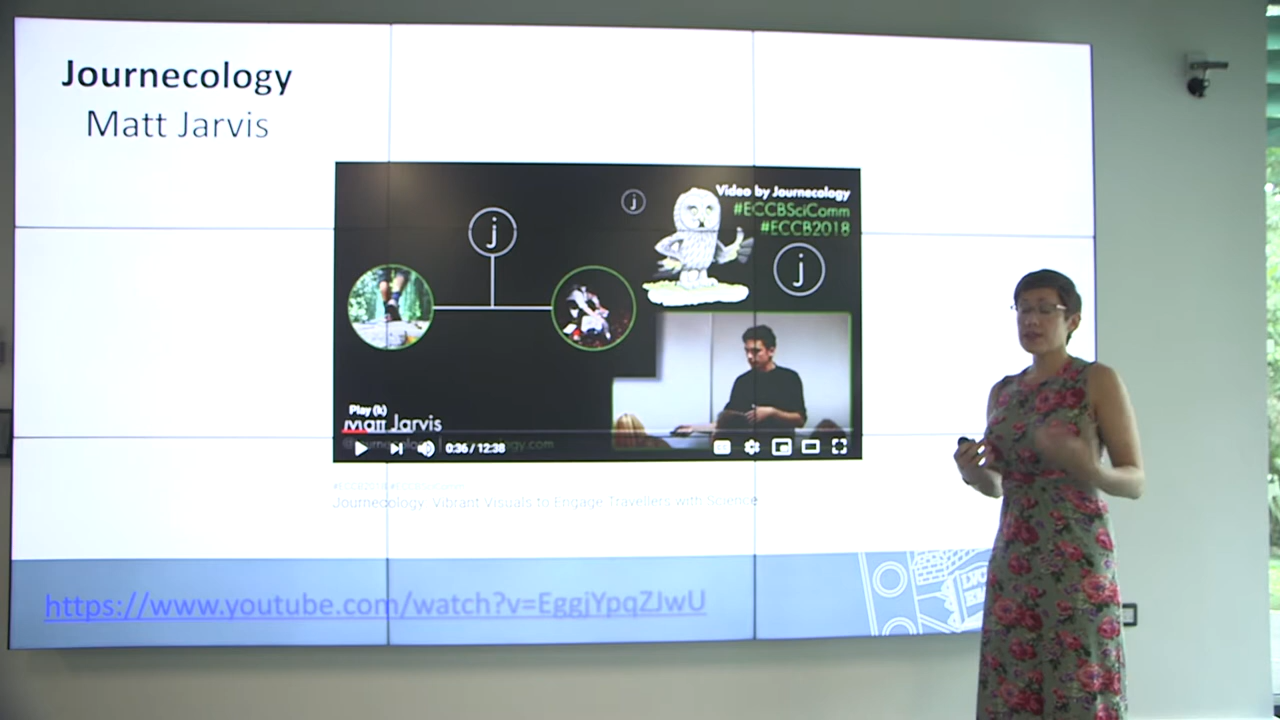 Journecology
Matt Jarvis
j
j
j
Video by Journecology
#ECCBSciComm
#ECCB2018
Play (k)
Matt Jarvis
0:36 / 12:38
Journecology: Vibrant Visuals to Engage Travellers with Science
https://www.youtube.com/watch?v=EggjYpqZJwU